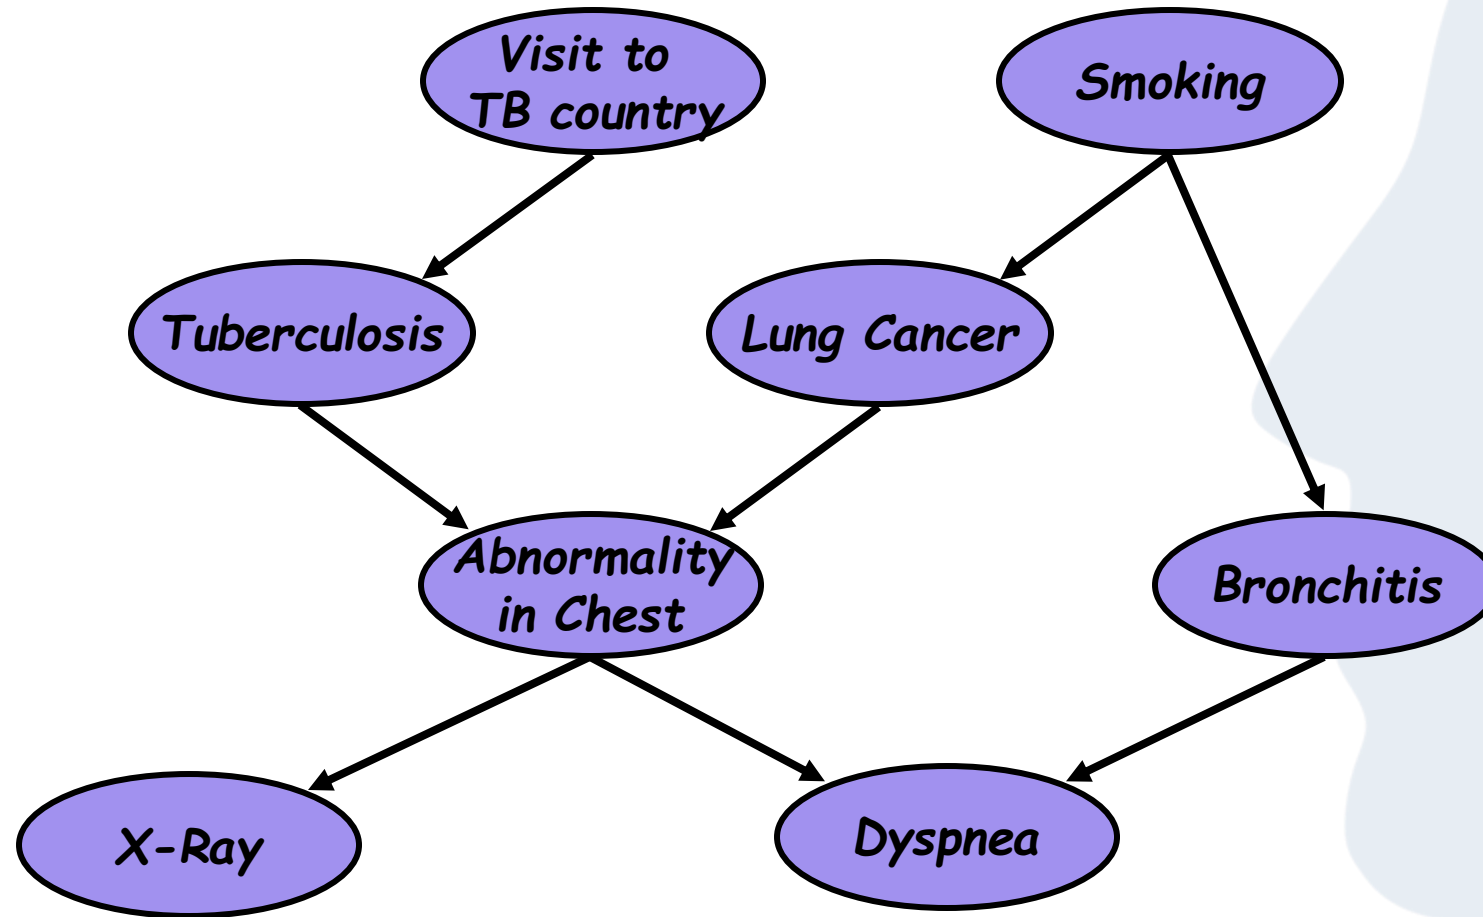 Visit to
TB country
Smoking
Tuberculosis
Lung Cancer
Abnormality
in Chest
Bronchitis
X-Ray
Dyspnea